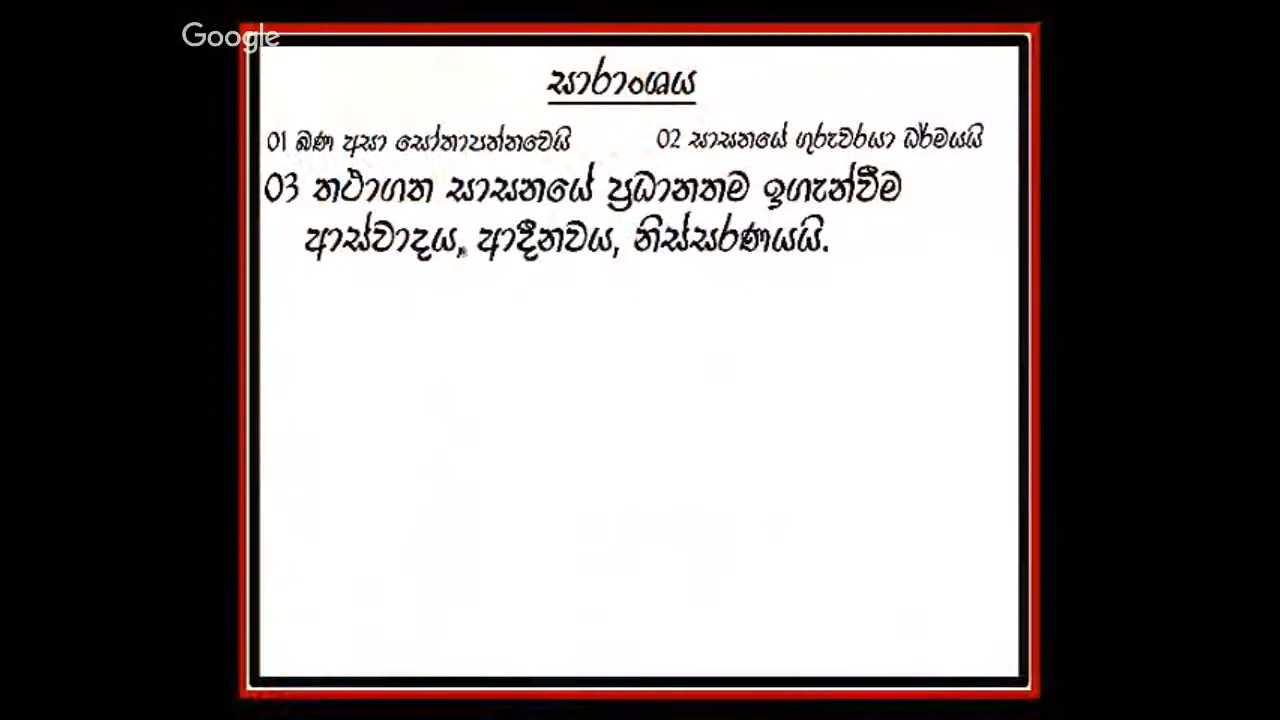 Google
සාරාංශය
01 බණ අසා සෝතාපන්නවෙයි 02 සාසනයේ ගුරුවරයා ධර්මයයි
03 තථාගත සාසනයේ ප්‍රධානතම ඉගැන්වීම
ආස්වාදය, ආදීනවය, නිස්සරණයයි.